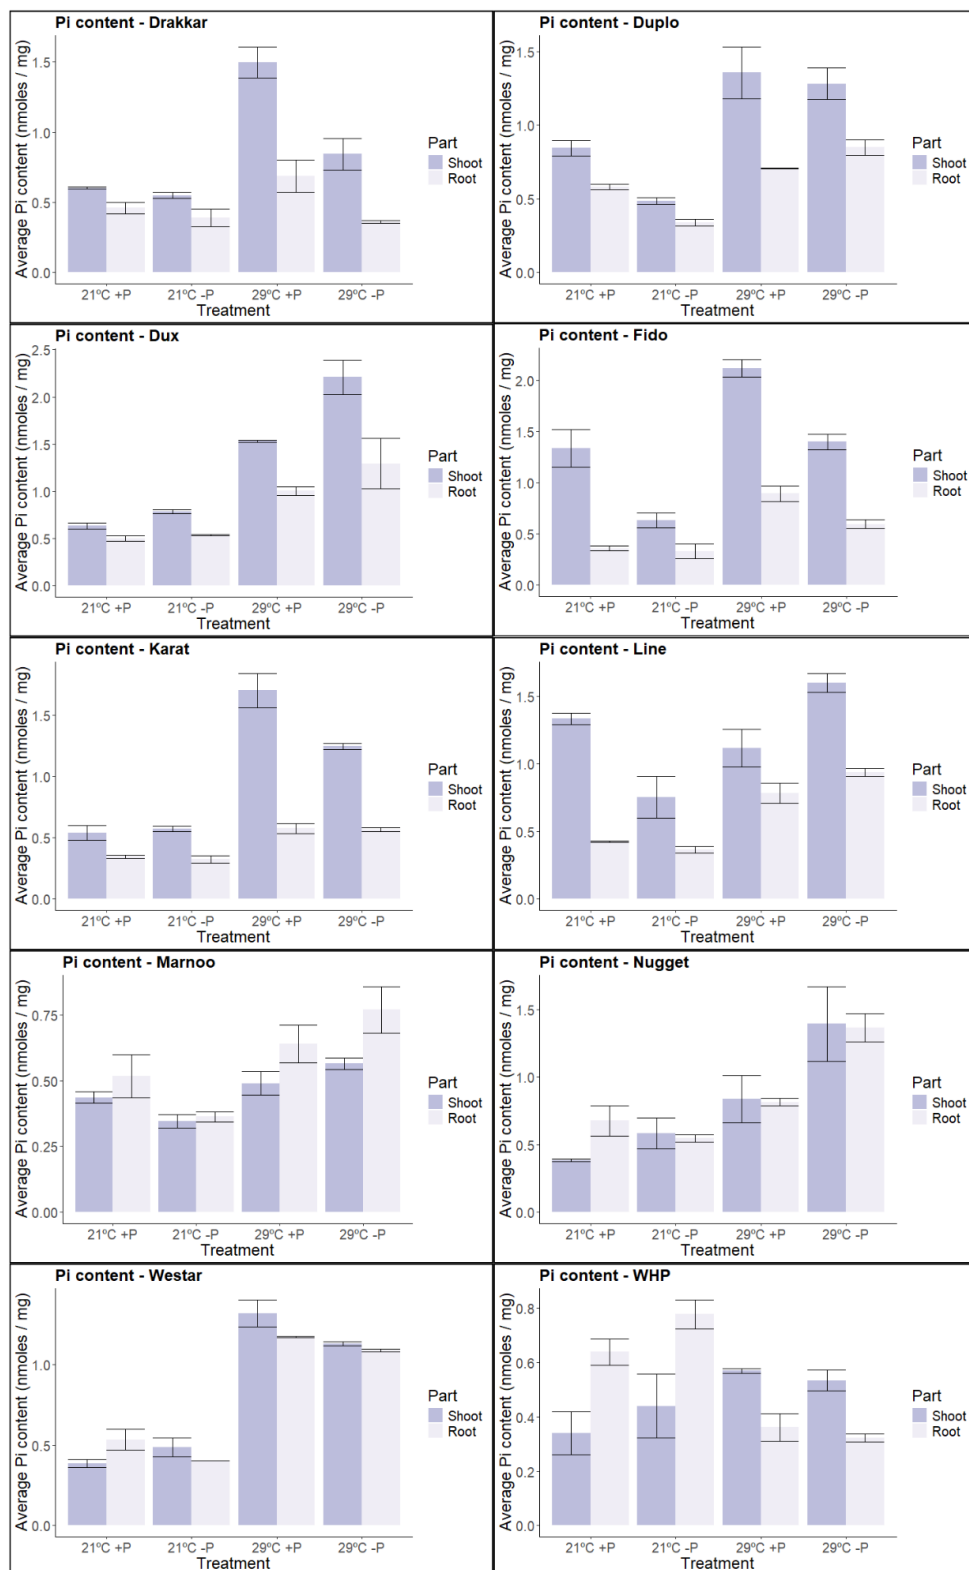 Pi content - Drakkar
Average Pi content (nmoles / mg)
1.5
1.0
0.5
0.0
21ºC +P 21ºC -P 29ºC +P 29ºC -P
Treatment
Part
Shoot
Root
Pi content - Duplo
Average Pi content (nmoles / mg)
1.5
1.0
0.5
0.0
21ºC +P 21ºC -P 29ºC +P 29ºC -P
Treatment
Part
Shoot
Root
Pi content - Dux
Average Pi content (nmoles / mg)
2.5
2.0
1.5
1.0
0.5
0.0
21ºC +P 21ºC -P 29ºC +P 29ºC -P
Treatment
Part
Shoot
Root
Pi content - Fido
Average Pi content (nmoles / mg)
2.0
1.5
1.0
0.5
0.0
21ºC +P 21ºC -P 29ºC +P 29ºC -P
Treatment
Part
Shoot
Root
Pi content - Karat
Average Pi content (nmoles / mg)
1.5
1.0
0.5
0.0
21ºC +P 21ºC -P 29ºC +P 29ºC -P
Treatment
Part
Shoot
Root
Pi content - Line
Average Pi content (nmoles / mg)
1.5
1.0
0.5
0.0
21ºC +P 21ºC -P 29ºC +P 29ºC -P
Treatment
Part
Shoot
Root
Pi content - Marnoo
Average Pi content (nmoles / mg)
0.75
0.50
0.25
0.00
21ºC +P 21ºC -P 29ºC +P 29ºC -P
Treatment
Part
Shoot
Root
Pi content - Nugget
Average Pi content (nmoles / mg)
1.5
1.0
0.5
0.0
21ºC +P 21ºC -P 29ºC +P 29ºC -P
Treatment
Part
Shoot
Root
Pi content - Westar
Average Pi content (nmoles / mg)
1.0
0.5
0.0
21ºC +P 21ºC -P 29ºC +P 29ºC -P
Treatment
Part
Shoot
Root
Pi content - WHP
Average Pi content (nmoles / mg)
0.8
0.6
0.4
0.2
0.0
21ºC +P 21ºC -P 29ºC +P 29ºC -P
Treatment
Part
Shoot
Root